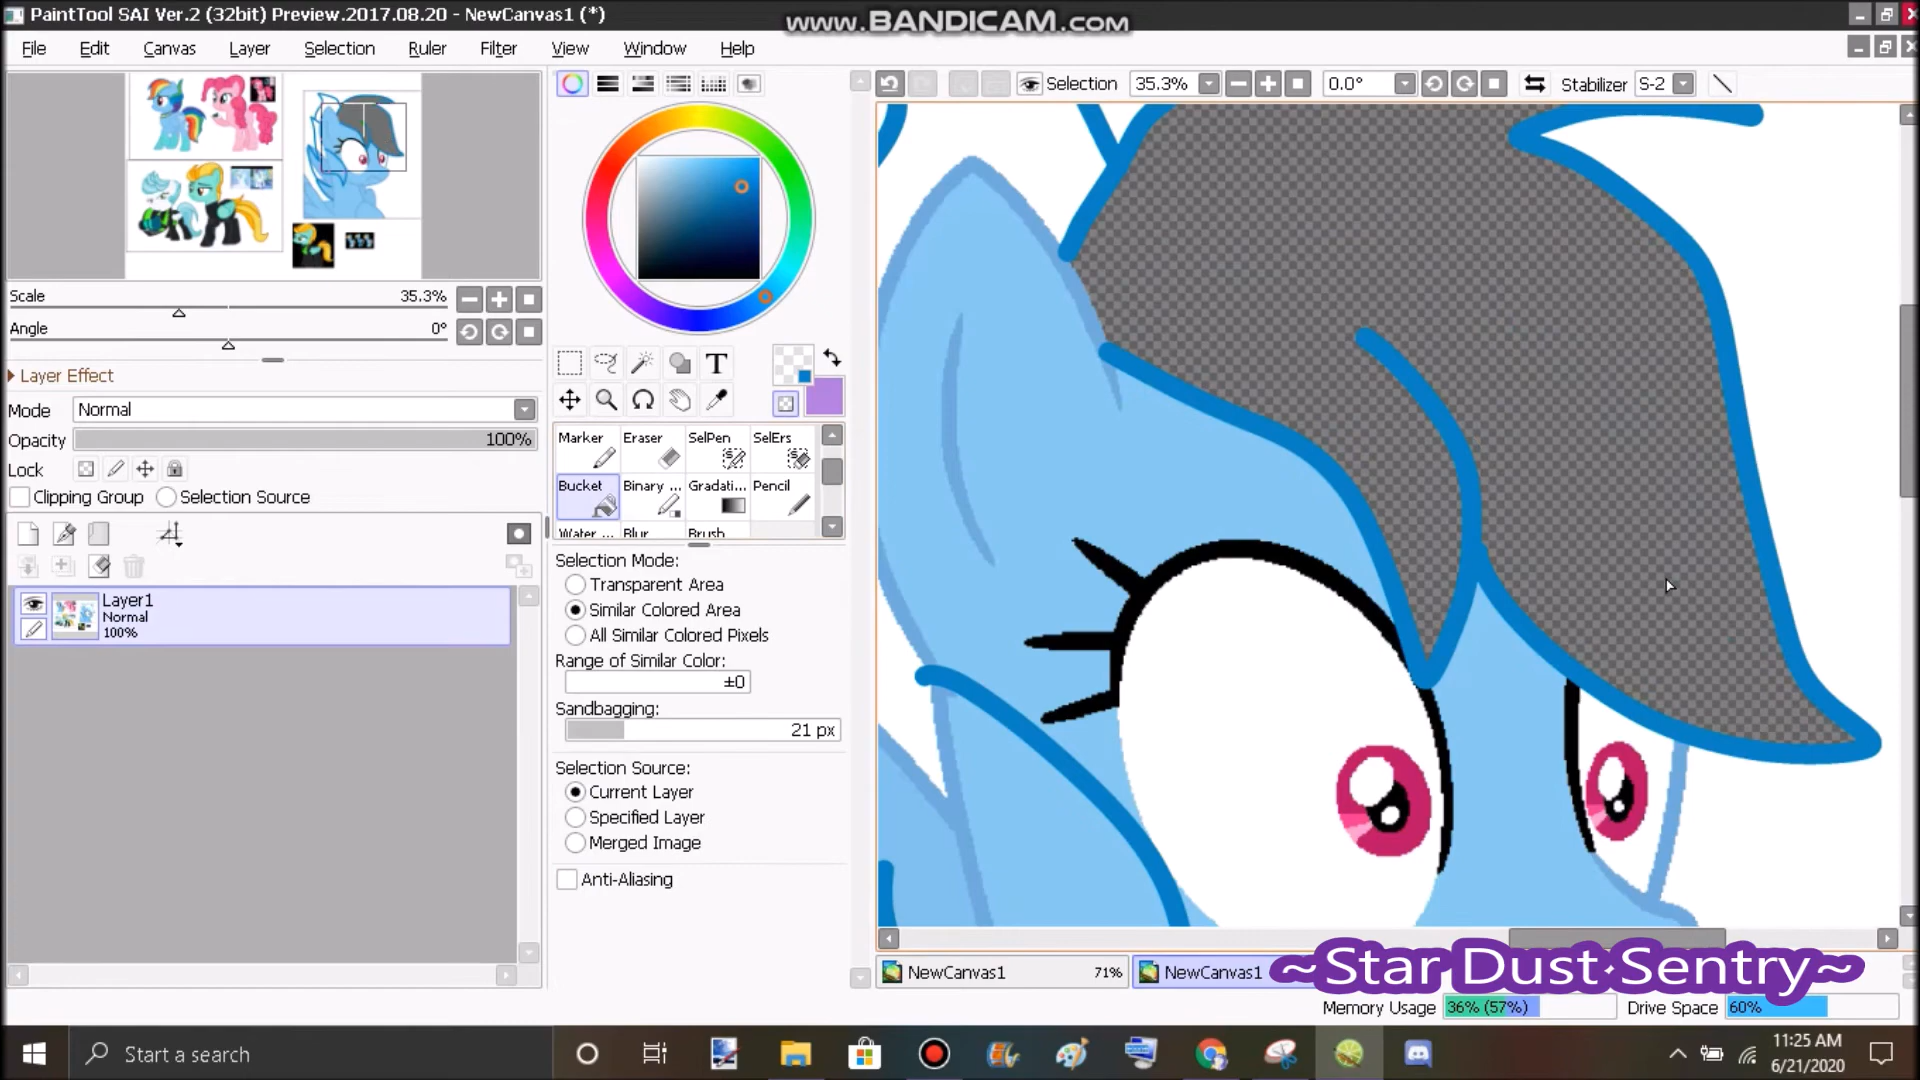 PaintTool SAI Ver.2 (32bit) Preview.2017.08.20 - NewCanvas1 (*)
www.BANDICAM.com
File Edit Canvas Layer Selection Ruler Filter View Window Help
Selection 35.3% 0.0° Stabilizer S-2
Scale 35.3%
Angle 0°
Layer Effect
Mode Normal
Opacity 100%
Lock
Clipping Group Selection Source
Layer1
Normal
100%
T
Marker Eraser SelPen SelErs
Bucket Binary ... Gradati... Pencil
Water ... Blur Brush
Selection Mode:
Transparent Area
Similar Colored Area
All Similar Colored Pixels
Range of Similar Color:
±0
Sandbagging:
21 px
Selection Source:
Current Layer
Specified Layer
Merged Image
Anti-Aliasing
NewCanvas1 71% NewCanvas1
~Star Dust Sentry~
Memory Usage 36% (57%) Drive Space 60%
Start a search
11:25 AM
6/21/2020